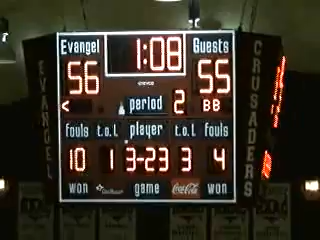 Evangel 1:08 Guests
56 55
< period 2 BB
fouls t.o.l player t.o.l fouls
10 1 3-23 3 4
won game Coca-Cola won
EVANGEL
CRUSADERS